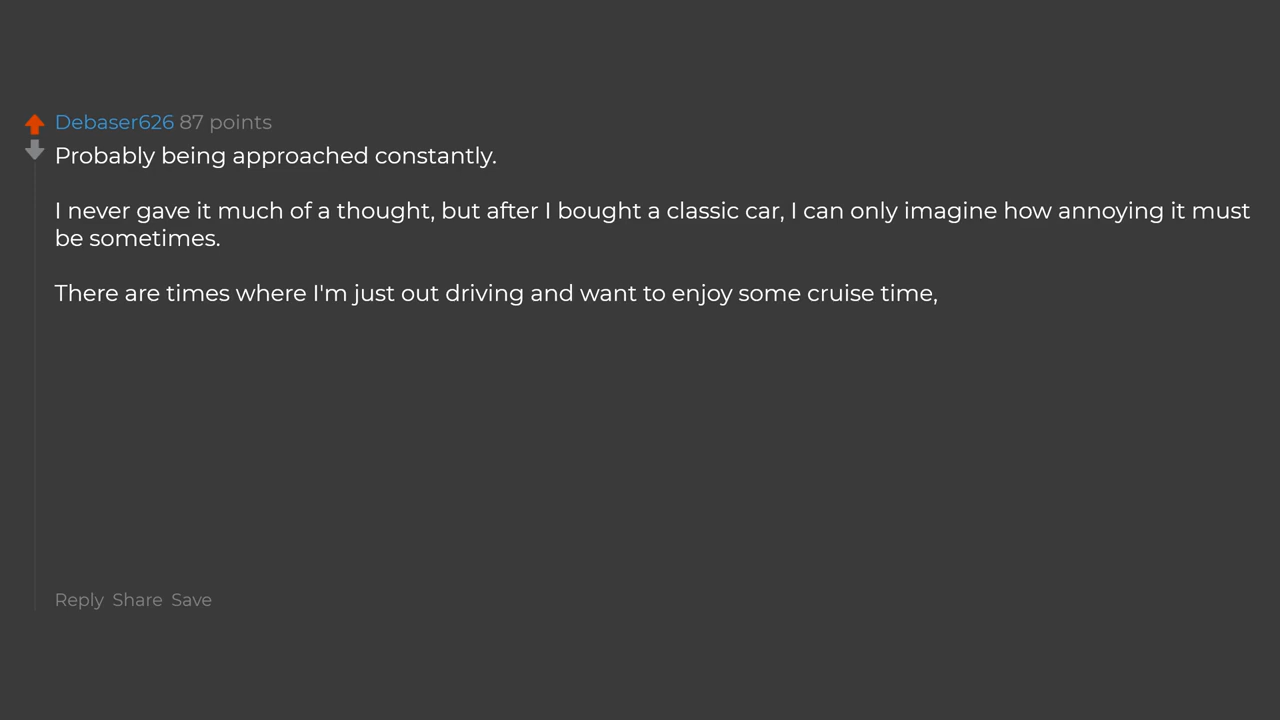 Debaser626 87 points
Probably being approached constantly.
I never gave it much of a thought, but after I bought a classic car, I can only imagine how annoying it must
be sometimes.
There are times where I'm just out driving and want to enjoy some cruise time,
Reply Share Save